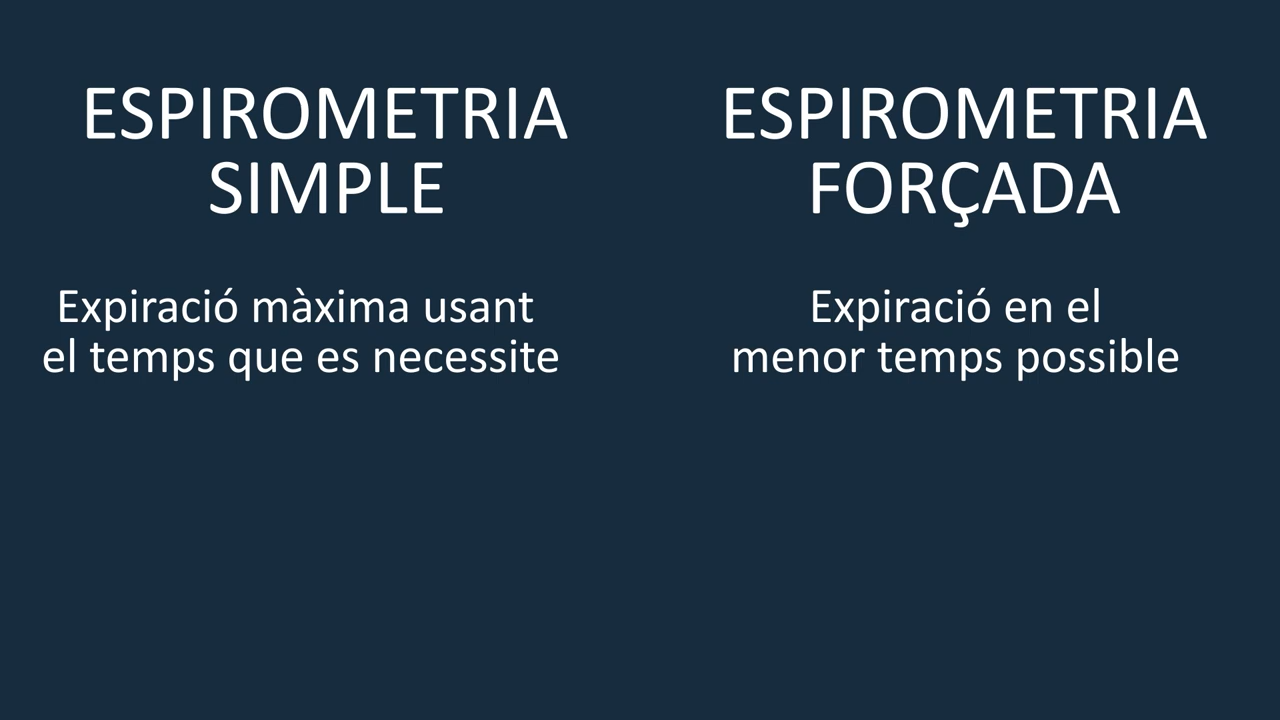 ESPIROMETRIA
SIMPLE
Expiració màxima usant
el temps que es necessite
ESPIROMETRIA
FORÇADA
Expiració en el
menor temps possible